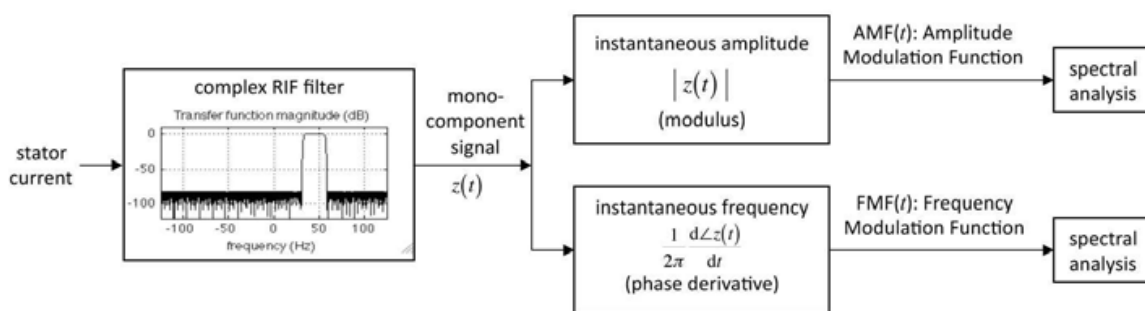 stator
current
complex RIF filter
Transfer function magnitude (dB)
0
-50
-100
-100 -50 0 50 100
frequency (Hz)
mono-
component
signal
z(t)
instantaneous amplitude
|z(t)|
(modulus)
AMF(t): Amplitude
Modulation Function
spectral
analysis
instantaneous frequency
1 d∠z(t)
2π dt
(phase derivative)
FMF(t): Frequency
Modulation Function
spectral
analysis